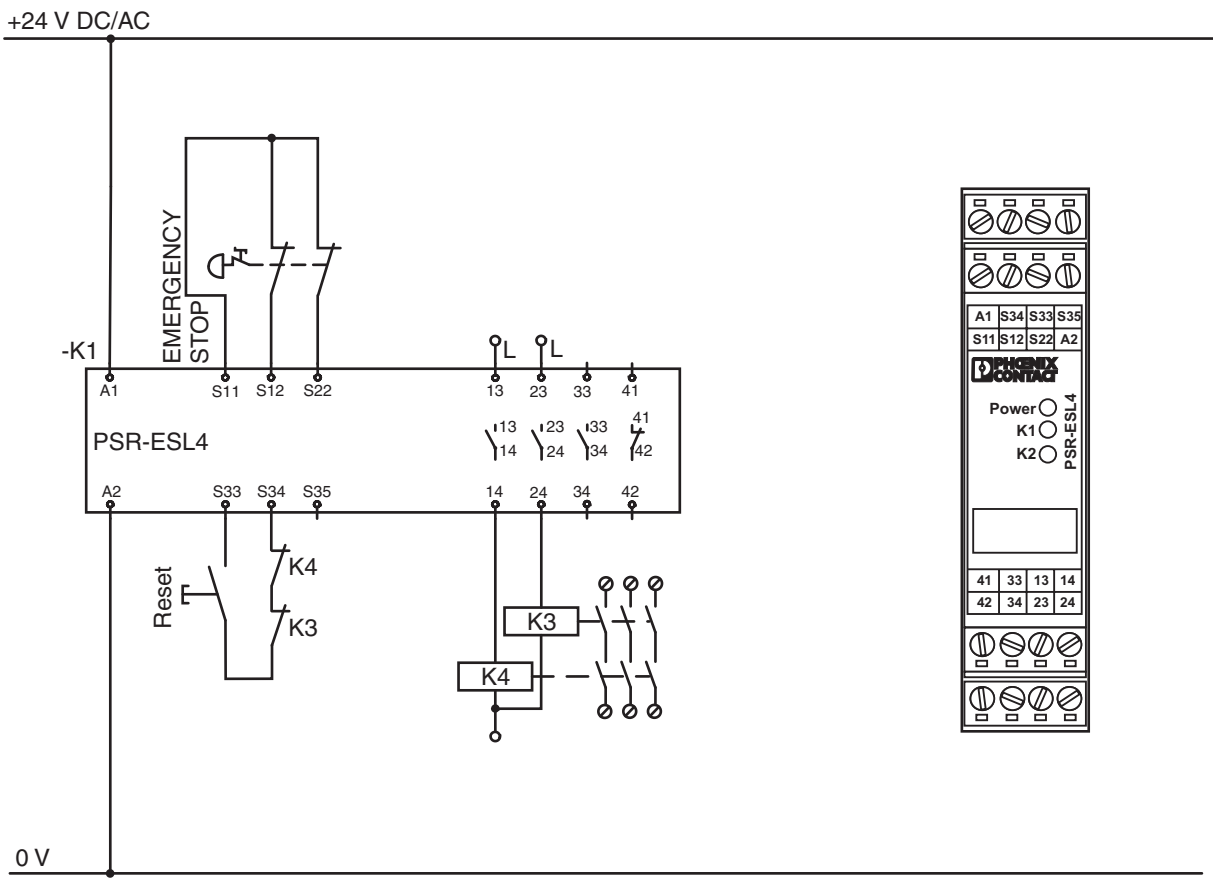 +24 V DC/AC
EMERGENCY
STOP
-K1
L
L
A1
S11
S12
S22
13
23
33
41
PSR-ESL4
13
14
23
24
33
34
41
42
A2
S33
S34
S35
14
24
34
42
Reset
K4
K3
K3
K4
0 V
A1 S34 S33 S35
S11 S12 S22 A2
PHOENIX
CONTACT
Power
K1
K2
PSR-ESL4
41 33 13 14
42 34 23 24